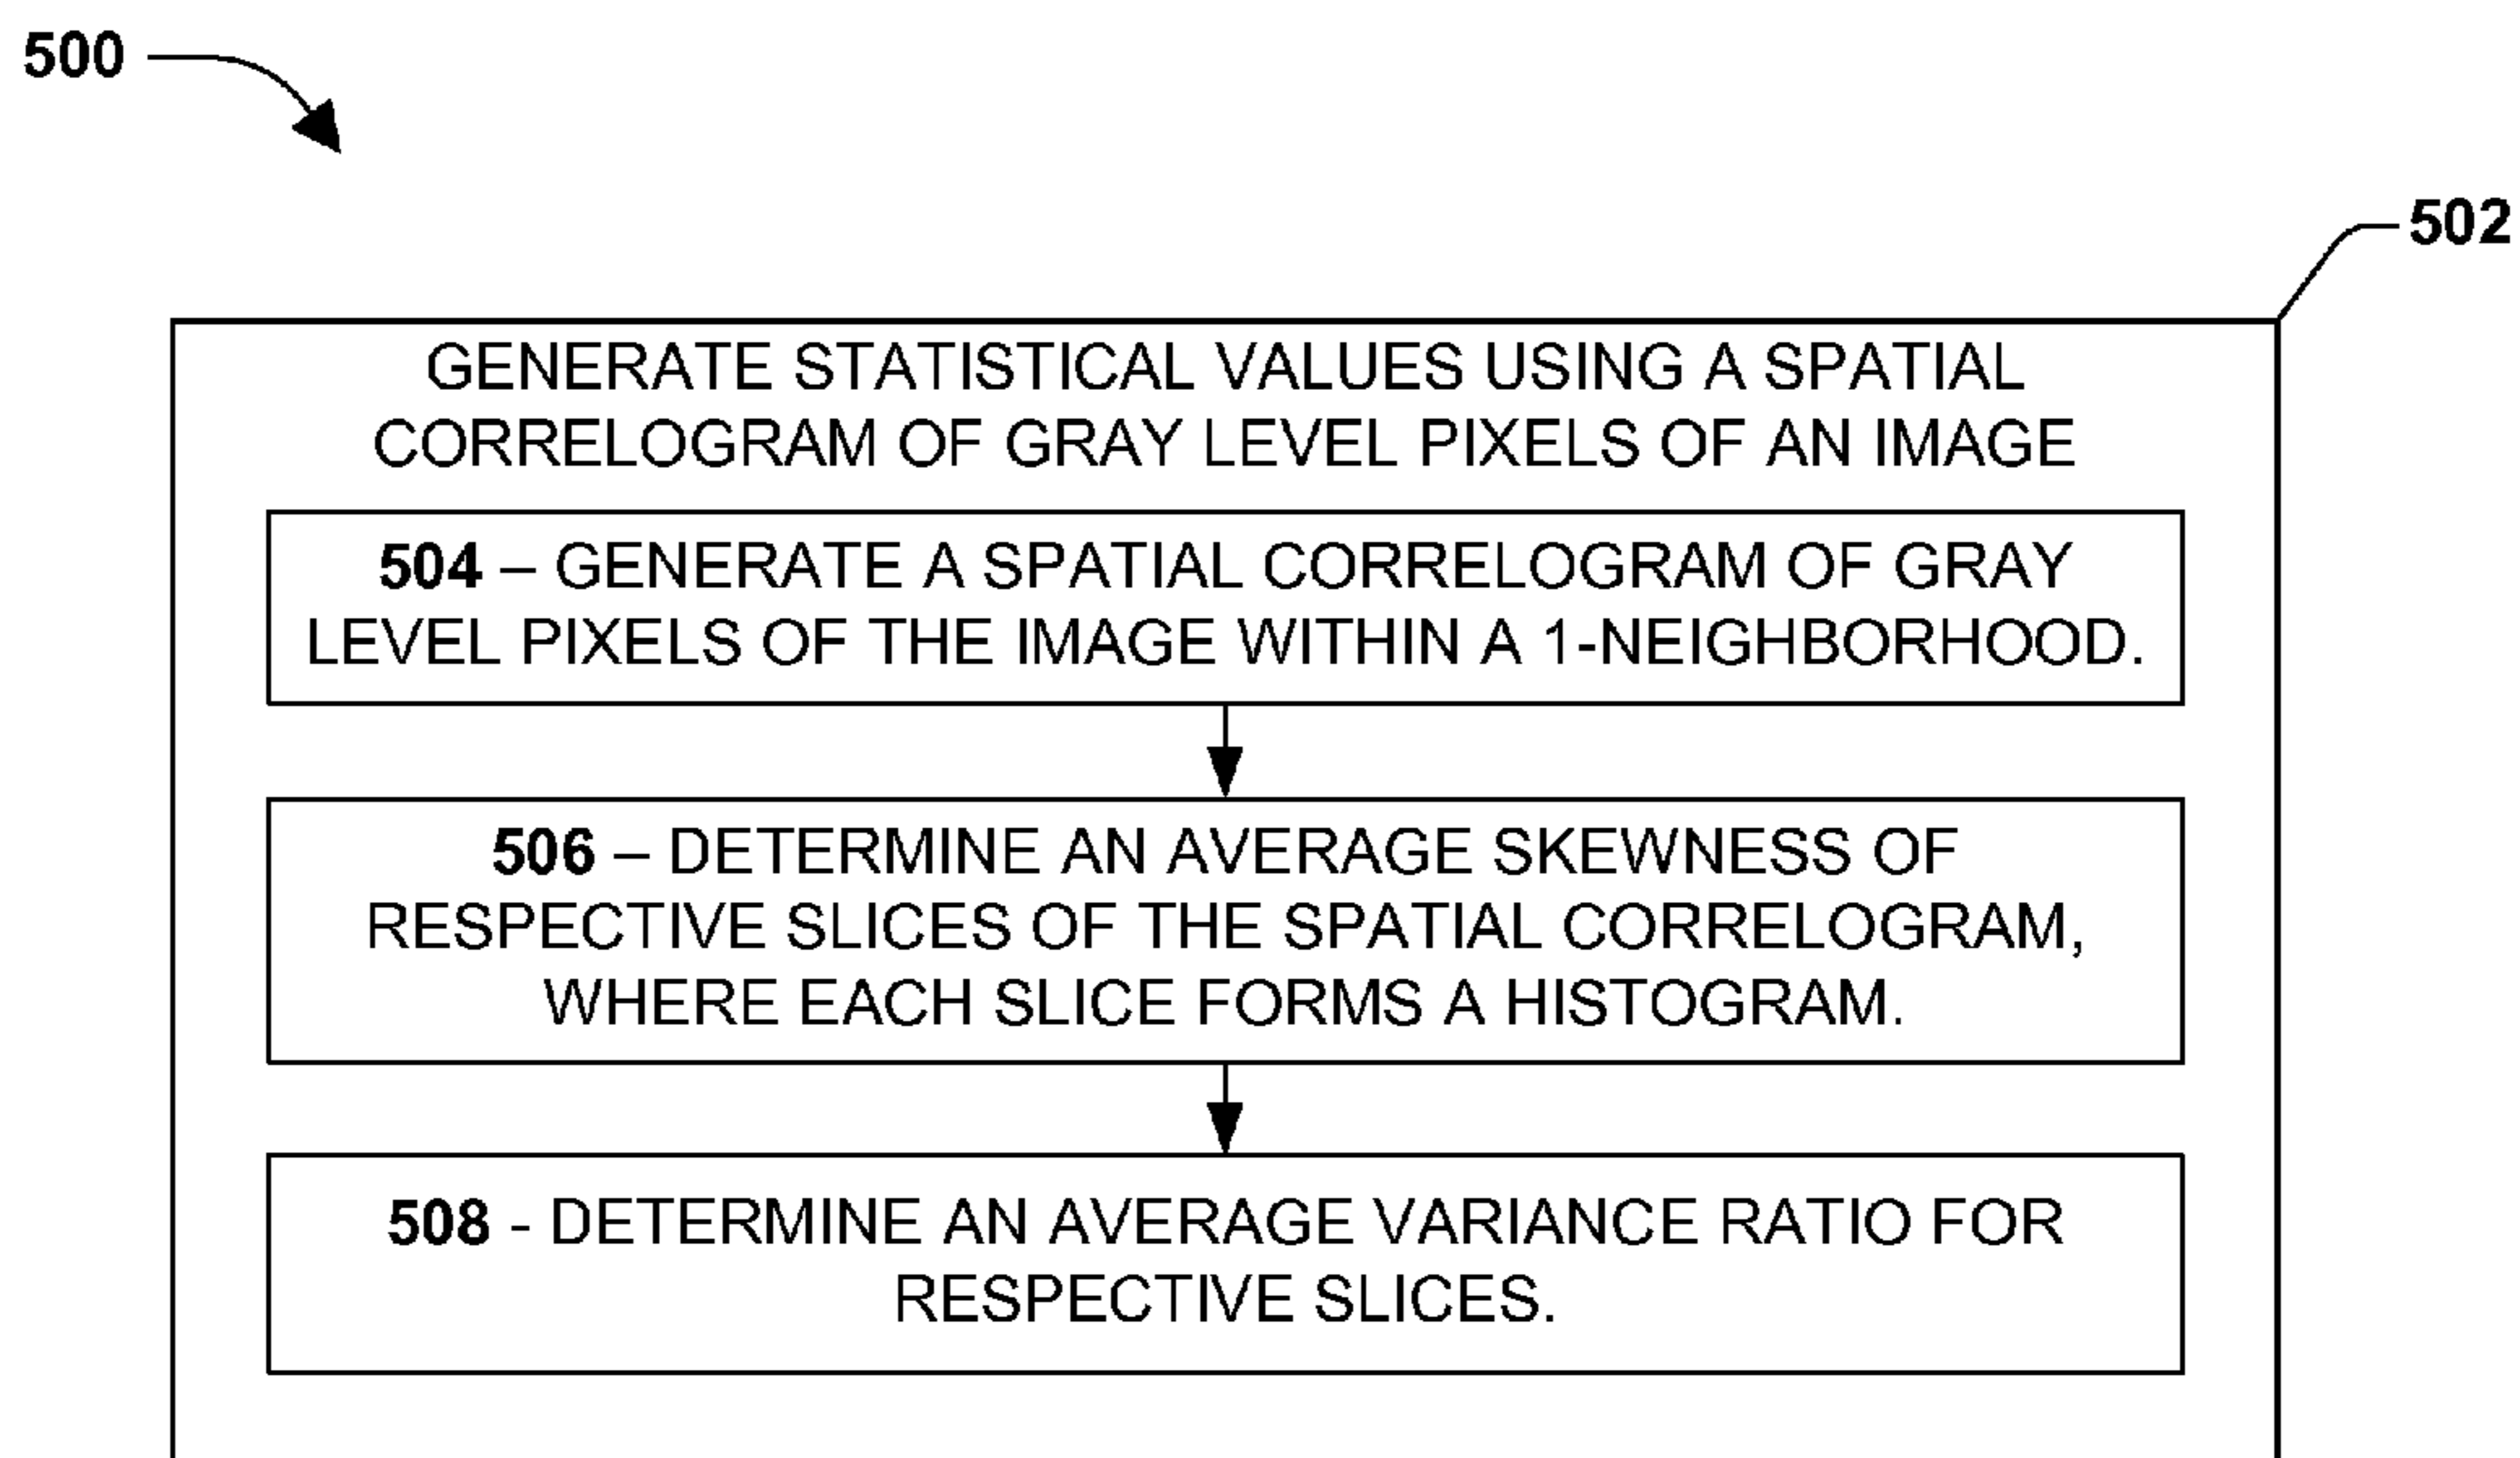 500
502
GENERATE STATISTICAL VALUES USING A SPATIAL
CORRELOGRAM OF GRAY LEVEL PIXELS OF AN IMAGE
504 – GENERATE A SPATIAL CORRELOGRAM OF GRAY
LEVEL PIXELS OF THE IMAGE WITHIN A 1-NEIGHBORHOOD.
506 – DETERMINE AN AVERAGE SKEWNESS OF
RESPECTIVE SLICES OF THE SPATIAL CORRELOGRAM,
WHERE EACH SLICE FORMS A HISTOGRAM.
508 - DETERMINE AN AVERAGE VARIANCE RATIO FOR
RESPECTIVE SLICES.